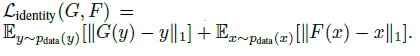 ℒ_identity(G, F) =
𝔼_{y∼p_data(y)}[‖G(y) − y‖₁] + 𝔼_{x∼p_data(x)}[‖F(x) − x‖₁].